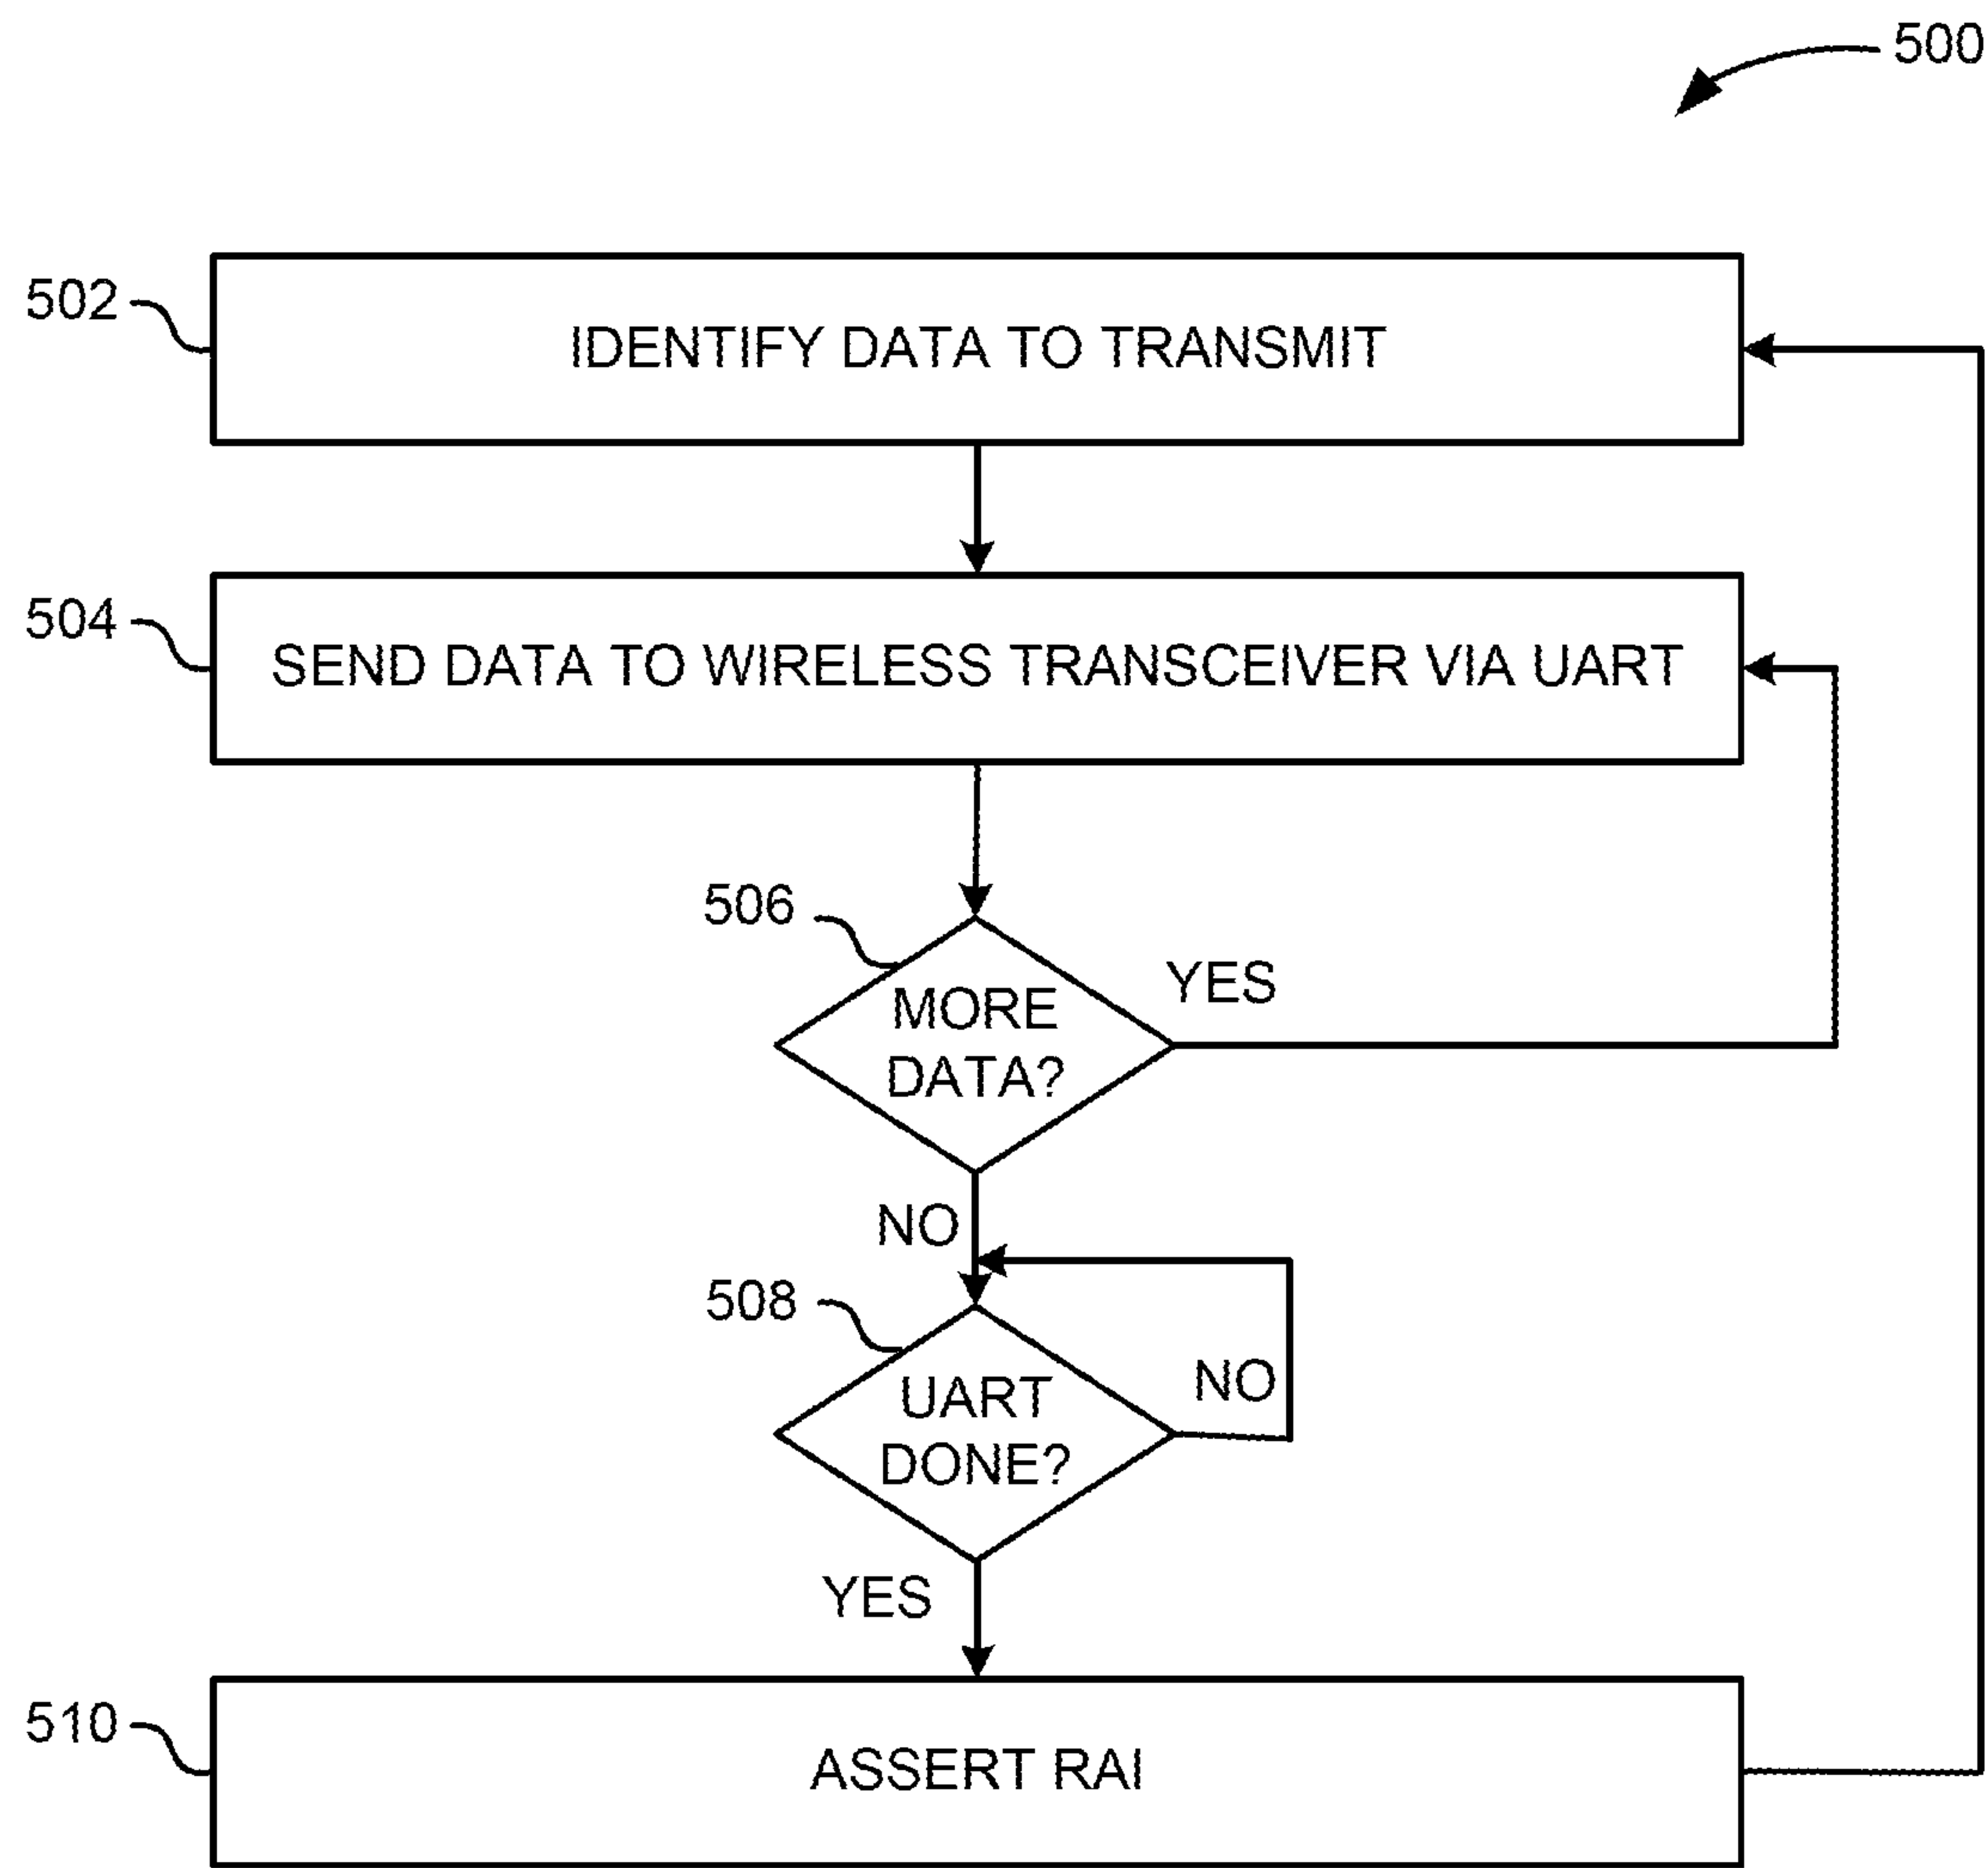 500
502
IDENTIFY DATA TO TRANSMIT
504
SEND DATA TO WIRELESS TRANSCEIVER VIA UART
506
MORE
DATA?
YES
NO
508
UART
DONE?
NO
YES
510
ASSERT RAI